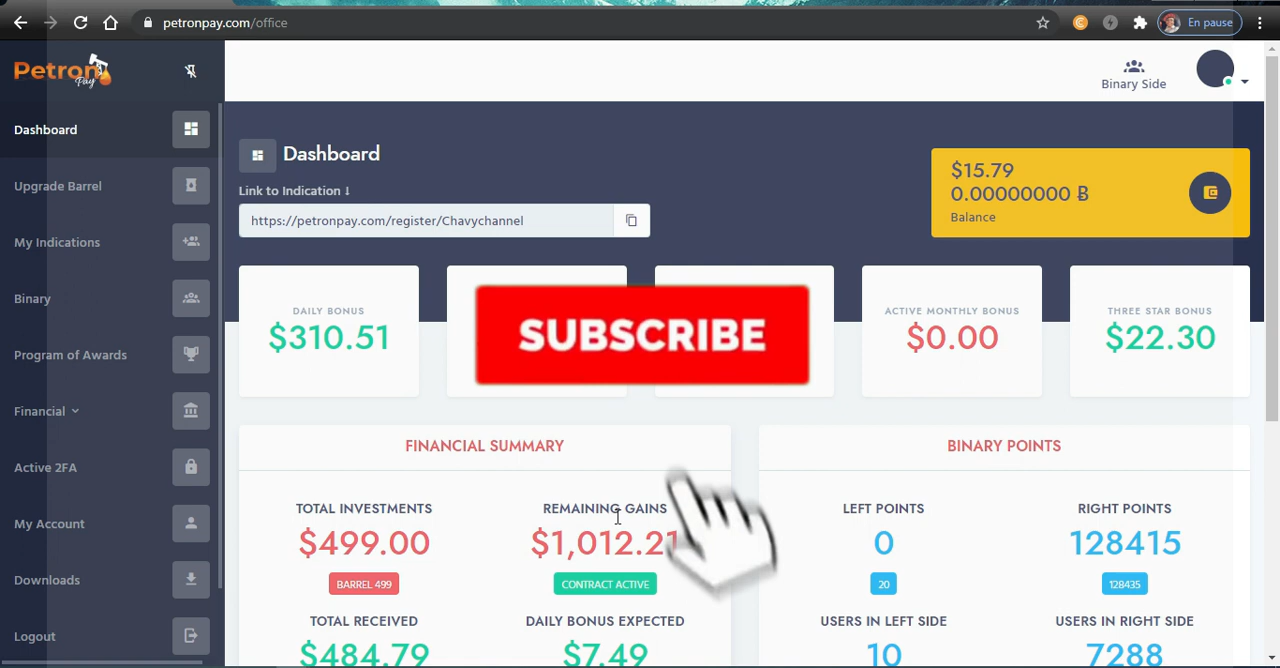 petronpay.com/office
En pause
Petron
Pay
Binary Side
Dashboard
Upgrade Barrel
My Indications
Binary
Program of Awards
Financial
Active 2FA
My Account
Downloads
Logout
Dashboard
Link to Indication
https://petronpay.com/register/Chavychannel
$15.79
0.00000000 Ƀ
Balance
DAILY BONUS
$310.51
SUBSCRIBE
ACTIVE MONTHLY BONUS
$0.00
THREE STAR BONUS
$22.30
FINANCIAL SUMMARY
TOTAL INVESTMENTS
$499.00
BARREL 499
REMAINING GAINS
$1,012.21
CONTRACT ACTIVE
TOTAL RECEIVED
$484.79
DAILY BONUS EXPECTED
$7.49
BINARY POINTS
LEFT POINTS
0
20
RIGHT POINTS
128415
128435
USERS IN LEFT SIDE
10
USERS IN RIGHT SIDE
7288